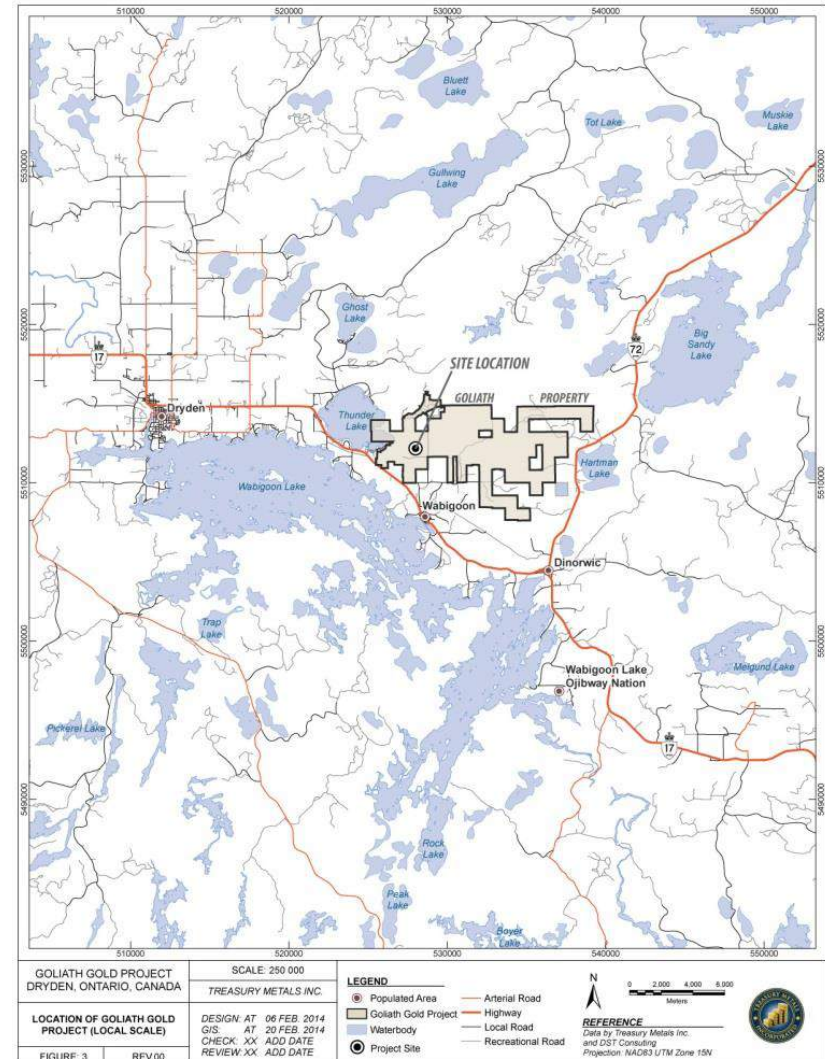 510000
520000
530000
540000
550000
5530000
5520000
5510000
5500000
5490000
5530000
5520000
5510000
5500000
5490000
Bluett
Lake
Tot Lake
Muskie
Lake
Gullwing
Lake
Ghost
Lake
Big
Sandy
Lake
17
72
SITE LOCATION
GOLIATH
PROPERTY
Dryden
Thunder
Lake
Hartman
Lake
Wabigoon Lake
Wabigoon
Dinorwic
Trap
Lake
Wabigoon Lake
Ojibway Nation
Melgund Lake
Pickerel Lake
17
Rock
Lake
Peak
Lake
Boyer
Lake
510000
520000
530000
540000
550000
GOLIATH GOLD PROJECT
DRYDEN, ONTARIO, CANADA
LOCATION OF GOLIATH GOLD
PROJECT (LOCAL SCALE)
FIGURE: 3
REV.00
SCALE: 250 000
TREASURY METALS INC.
DESIGN: AT 06 FEB. 2014
GIS: AT 20 FEB. 2014
CHECK: XX ADD DATE
REVIEW: XX ADD DATE
LEGEND
Populated Area
Goliath Gold Project
Waterbody
Project Site
Arterial Road
Highway
Local Road
Recreational Road
N
0 2,000 4,000 8,000
Meters
REFERENCE
Data by Treasury Metals Inc.
and DST Consulting
Projection: NAD83 UTM Zone 15N
TREASURY METALS